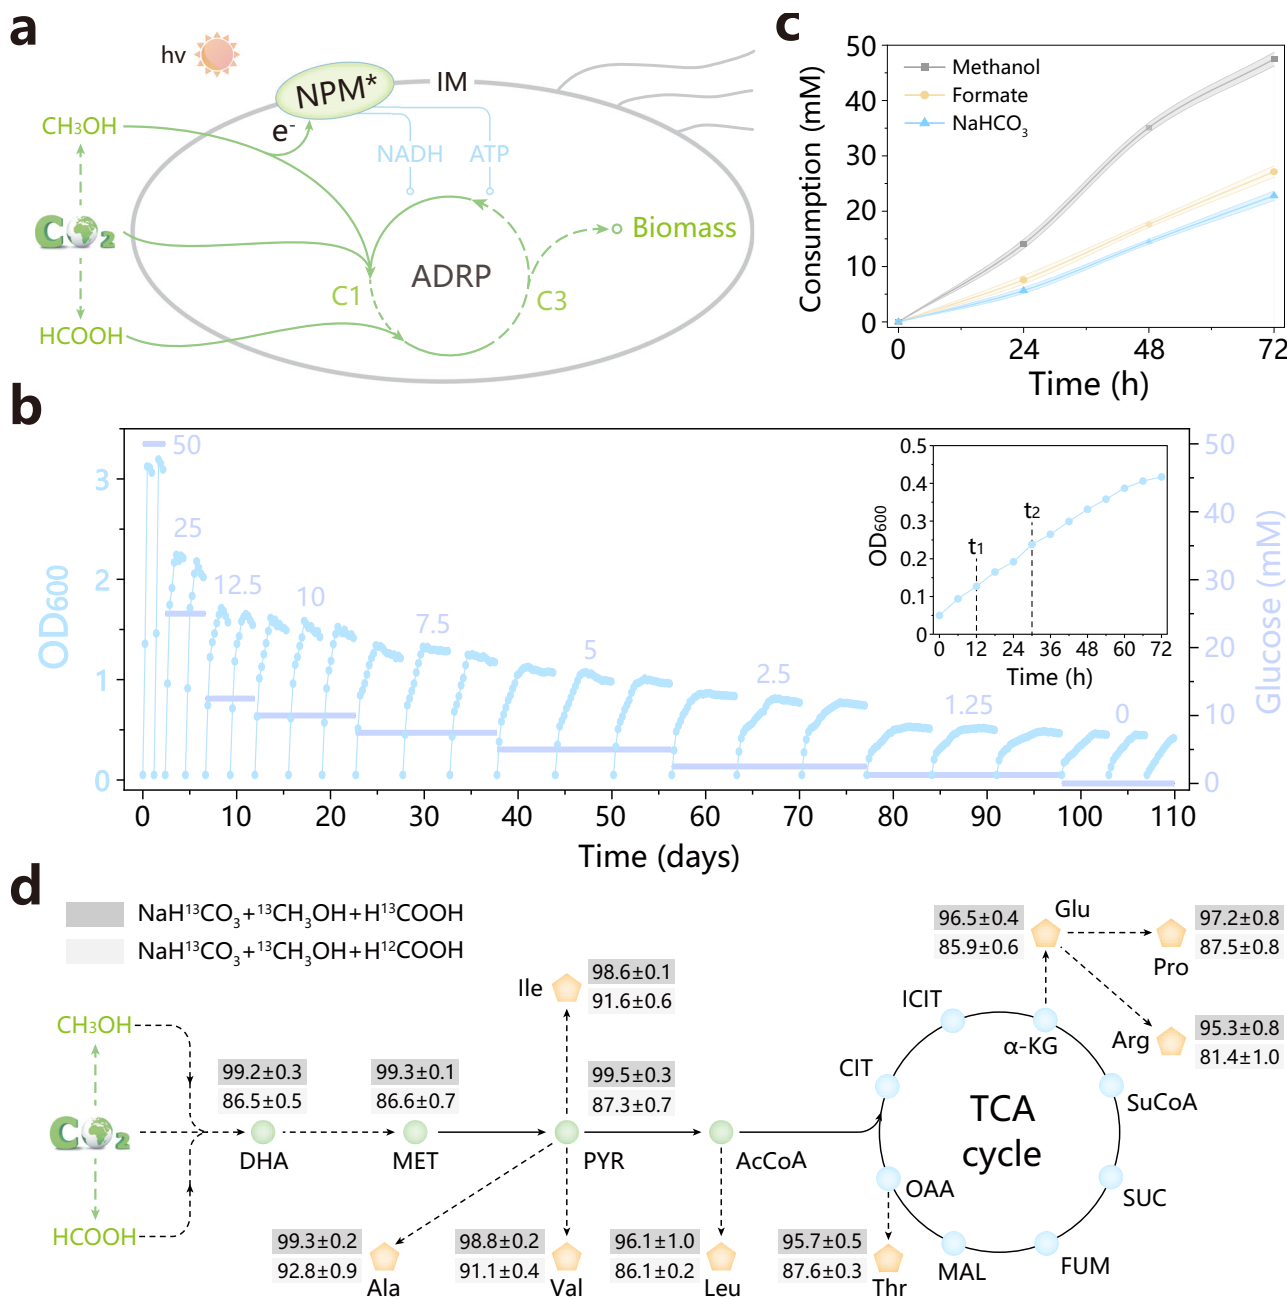 a
hv
NPM*
IM
e-
CH3OH
NADH
ATP
CO2
Biomass
ADRP
C1
C3
HCOOH
c
Consumption (mM)
50
40
30
20
10
0
Methanol
Formate
NaHCO3
0 24 48 72
Time (h)
b
OD600
3
2
1
0
50
25
12.5
10
7.5
5
2.5
1.25
0
OD600
0.5
0.4
0.3
0.2
0.1
0
t1
t2
0 12 24 36 48 60 72
Time (h)
50
40
30
20
10
0
Glucose (mM)
0 10 20 30 40 50 60 70 80 90 100 110
Time (days)
d
NaH13CO3+13CH3OH+H13COOH
NaH13CO3+13CH3OH+H12COOH
CH3OH
CO2
HCOOH
99.2±0.3
86.5±0.5
DHA
99.3±0.1
86.6±0.7
MET
Ile
98.6±0.1
91.6±0.6
99.5±0.3
87.3±0.7
PYR
AcCoA
99.3±0.2
92.8±0.9
Ala
98.8±0.2
91.1±0.4
Val
96.1±1.0
86.1±0.2
Leu
95.7±0.5
87.6±0.3
Thr
96.5±0.4
85.9±0.6
Glu
97.2±0.8
87.5±0.8
Pro
95.3±0.8
81.4±1.0
Arg
ICIT
α-KG
CIT
SuCoA
TCA
cycle
OAA
SUC
MAL
FUM